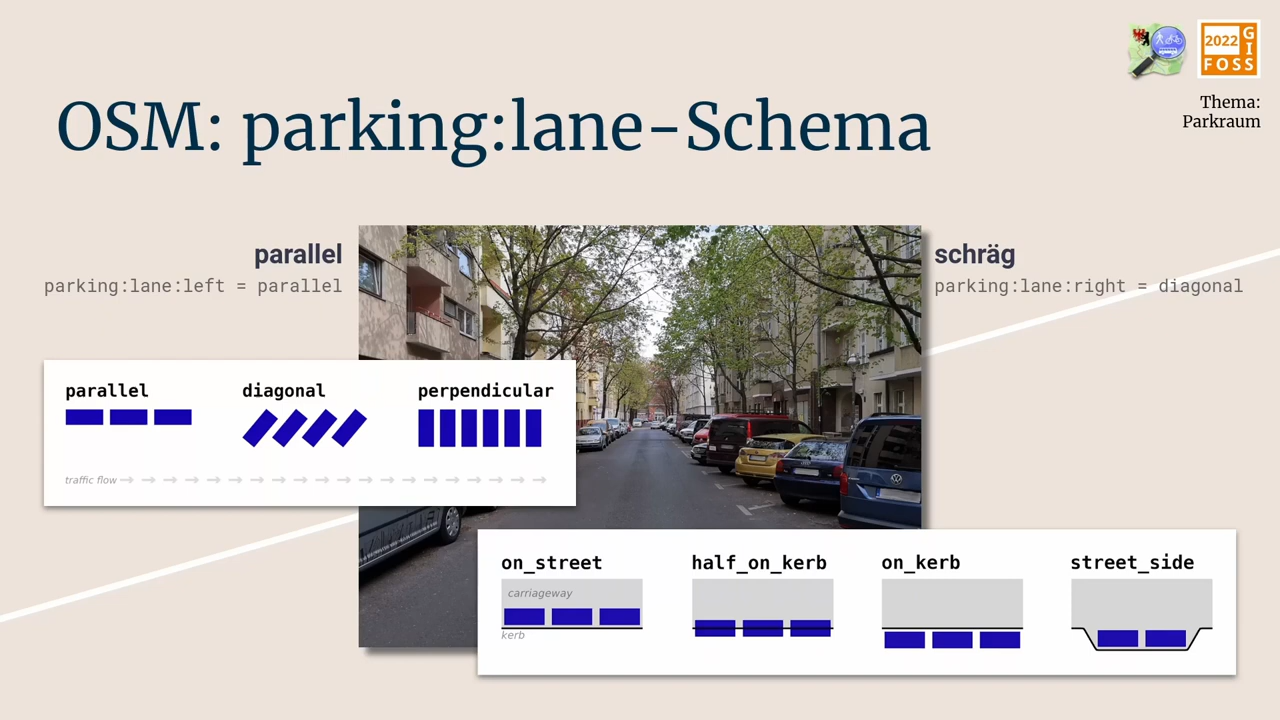 2022
G
I
FOSS
Thema:
Parkraum
OSM: parking:lane-Schema
parallel
parking:lane:left = parallel
schräg
parking:lane:right = diagonal
parallel diagonal perpendicular
traffic flow
on_street half_on_kerb on_kerb street_side
carriageway
kerb